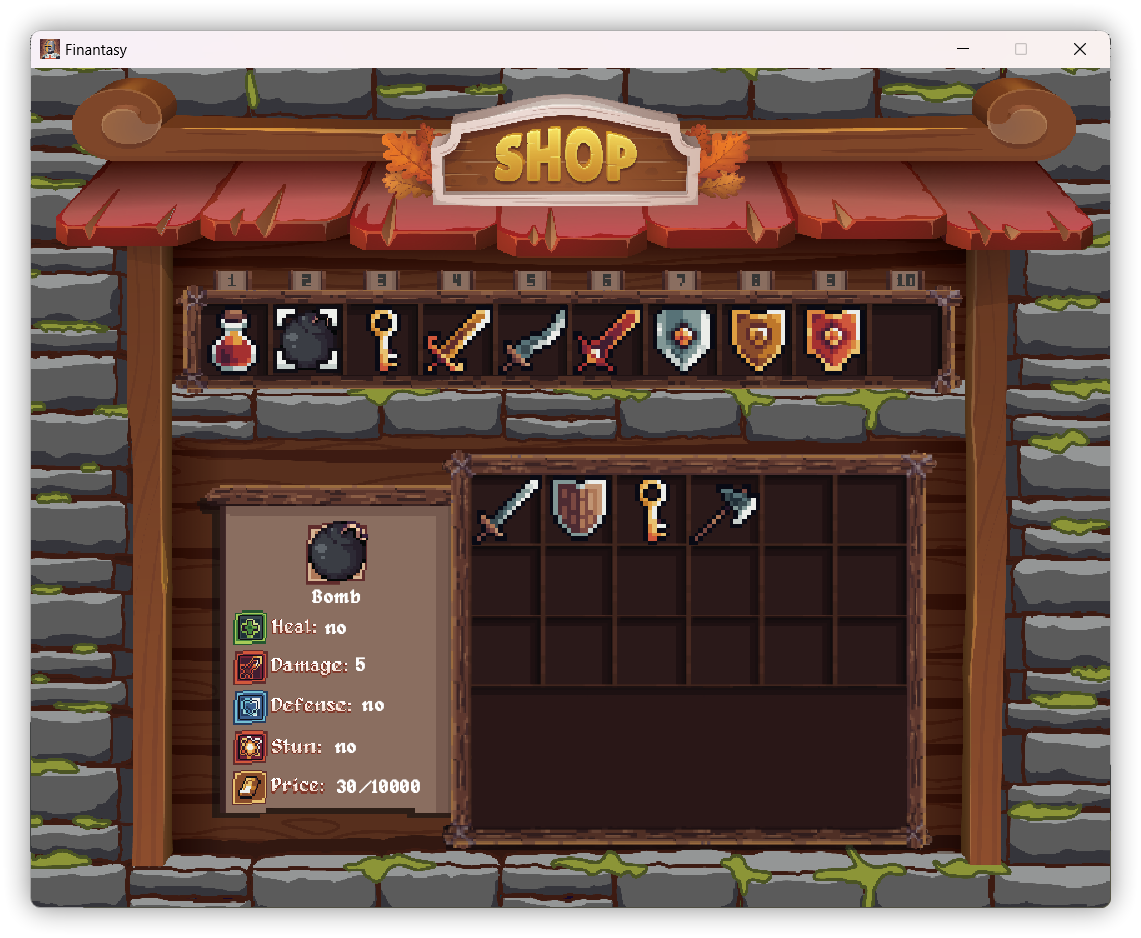 Finantasy
SHOP
1 2 3 4 5 6 7 8 9 10
Bomb
Heal: no
Damage: 5
Defense: no
Stun: no
Price: 30/10000